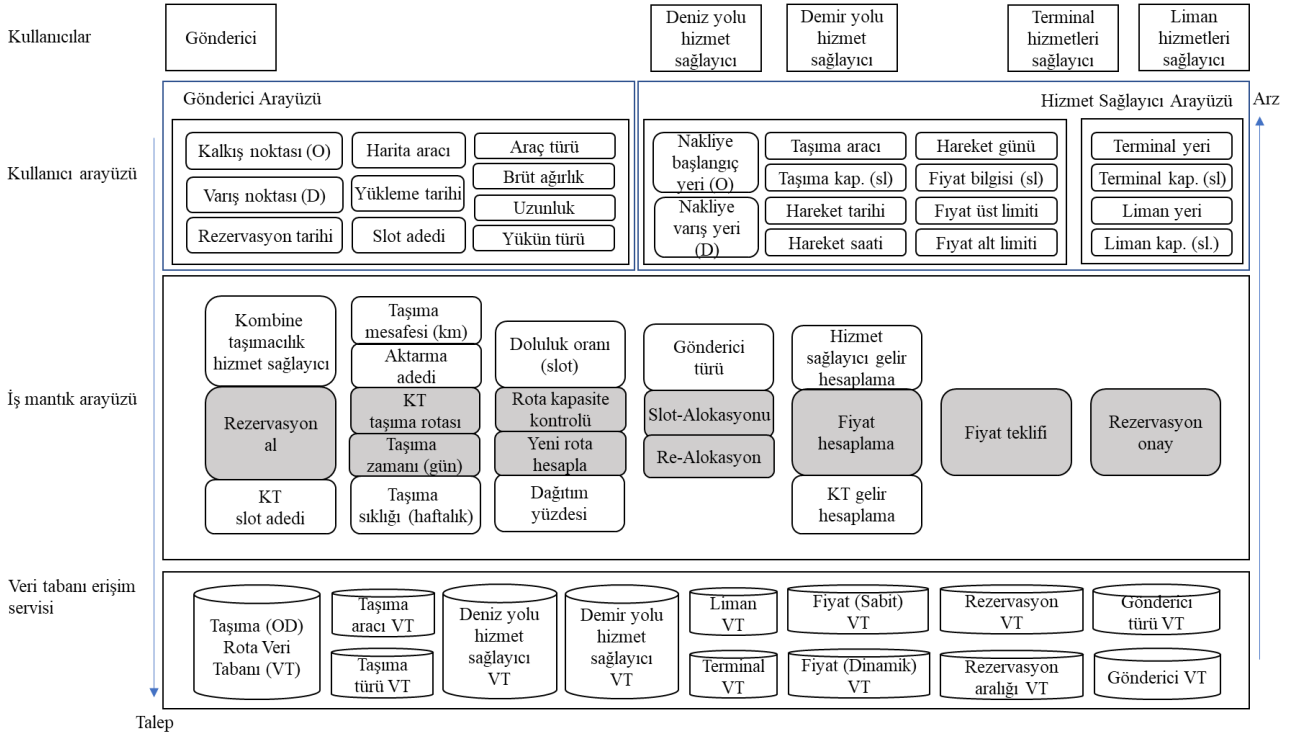 Kullanıcılar
Gönderici
Deniz yolu
hizmet
sağlayıcı
Demir yolu
hizmet
sağlayıcı
Terminal
hizmetleri
sağlayıcı
Liman
hizmetleri
sağlayıcı
Gönderici Arayüzü
Hizmet Sağlayıcı Arayüzü
Arz
Kullanıcı arayüzü
Kalkış noktası (O)
Varış noktası (D)
Rezervasyon tarihi
Harita aracı
Yükleme tarihi
Slot adedi
Araç türü
Brüt ağırlık
Uzunluk
Yükün türü
Nakliye
başlangıç
yeri (O)
Nakliye
varış yeri
(D)
Taşıma aracı
Taşıma kap. (sl)
Hareket tarihi
Hareket saati
Hareket günü
Fiyat bilgisi (sl)
Fıyat üst limiti
Fıyat alt limiti
Terminal yeri
Terminal kap. (sl)
Liman yeri
Liman kap. (sl.)
İş mantık arayüzü
Kombine
taşımacılık
hizmet sağlayıcı
Rezervasyon
al
KT
slot adedi
Taşıma
mesafesi (km)
Aktarma
adedi
KT
taşıma rotası
Taşıma
zamanı (gün)
Taşıma
sıklığı (haftalık)
Doluluk oranı
(slot)
Rota kapasite
kontrolü
Yeni rota
hesapla
Dağıtım
yüzdesi
Gönderici
türü
Slot-Alokasyonu
Re-Alokasyon
Hizmet
sağlayıcı gelir
hesaplama
Fiyat
hesaplama
KT gelir
hesaplama
Fiyat teklifi
Rezervasyon
onay
Veri tabanı erişim
servisi
Taşıma (OD)
Rota Veri
Tabanı (VT)
Taşıma
aracı VT
Taşıma
türü VT
Deniz yolu
hizmet
sağlayıcı
VT
Demir yolu
hizmet
sağlayıcı
VT
Liman
VT
Terminal
VT
Fiyat (Sabit)
VT
Fiyat (Dinamik)
VT
Rezervasyon
VT
Rezervasyon
aralığı VT
Gönderici
türü VT
Gönderici VT
Talep